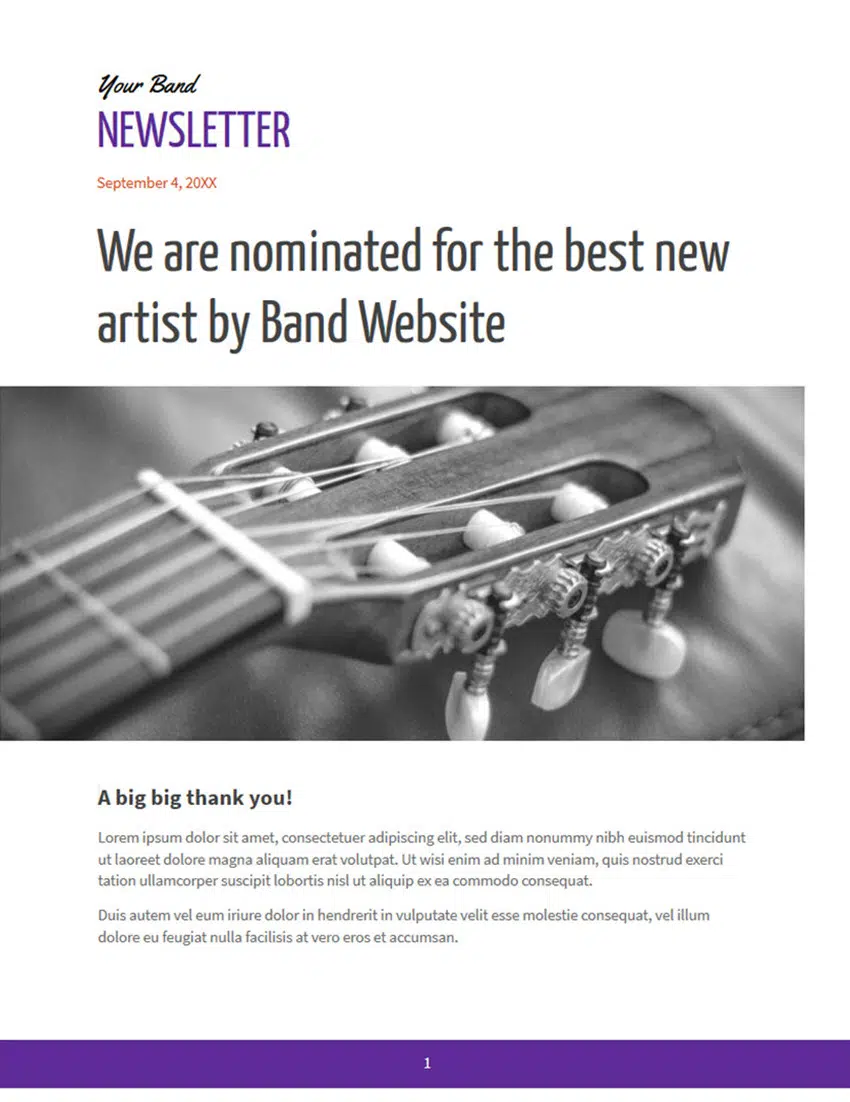 Your Band
NEWSLETTER
September 4, 20XX
We are nominated for the best new
artist by Band Website
A big big thank you!
Lorem ipsum dolor sit amet, consectetuer adipiscing elit, sed diam nonummy nibh euismod tincidunt
ut laoreet dolore magna aliquam erat volutpat. Ut wisi enim ad minim veniam, quis nostrud exerci
tation ullamcorper suscipit lobortis nisl ut aliquip ex ea commodo consequat.
Duis autem vel eum iriure dolor in hendrerit in vulputate velit esse molestie consequat, vel illum
dolore eu feugiat nulla facilisis at vero eros et accumsan.
1